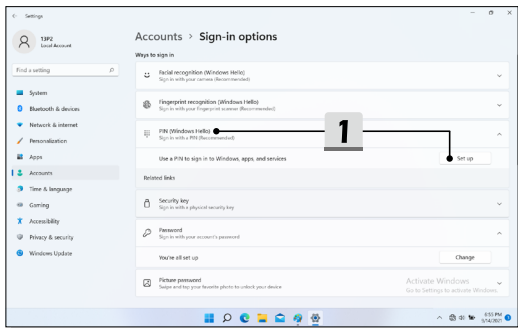 Settings
13P2
Local Account
Find a setting
System
Bluetooth & devices
Network & internet
Personalization
Apps
Accounts
Time & language
Gaming
Accessibility
Privacy & security
Windows Update
Accounts > Sign-in options
Ways to sign in
Facial recognition (Windows Hello)
Sign in with your camera (Recommended)
Fingerprint recognition (Windows Hello)
Sign in with your fingerprint scanner (Recommended)
PIN (Windows Hello)
Sign in with a PIN (Recommended)
1
Use a PIN to sign in to Windows, apps, and services
Set up
Related links
Security key
Sign in with a physical security key
Password
Sign in with your account's password
You're all set up
Change
Picture password
Swipe and tap your favorite photo to unlock your device
Activate Windows
Go to Settings to activate Windows.
6:55 PM
5/14/2021